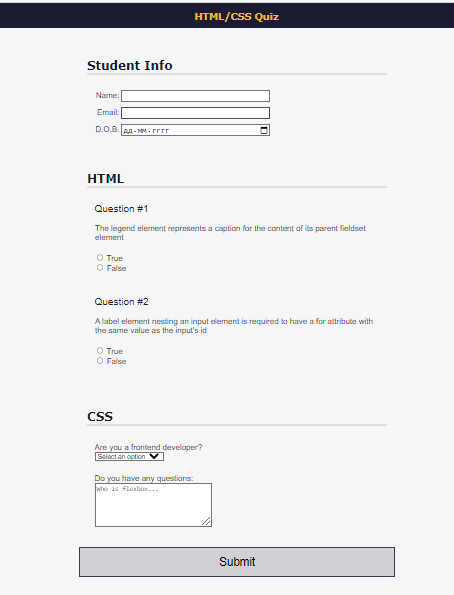 HTML/CSS Quiz
Student Info
Name:
Email:
D.O.B.
дд-мм-гггг
HTML
Question #1
The legend element represents a caption for the content of its parent fieldset
element
True
False
Question #2
A label element nesting an input element is required to have a for attribute with
the same value as the input's id
True
False
CSS
Are you a frontend developer?
Select an option
Do you have any questions:
Who is flexbox...
Submit